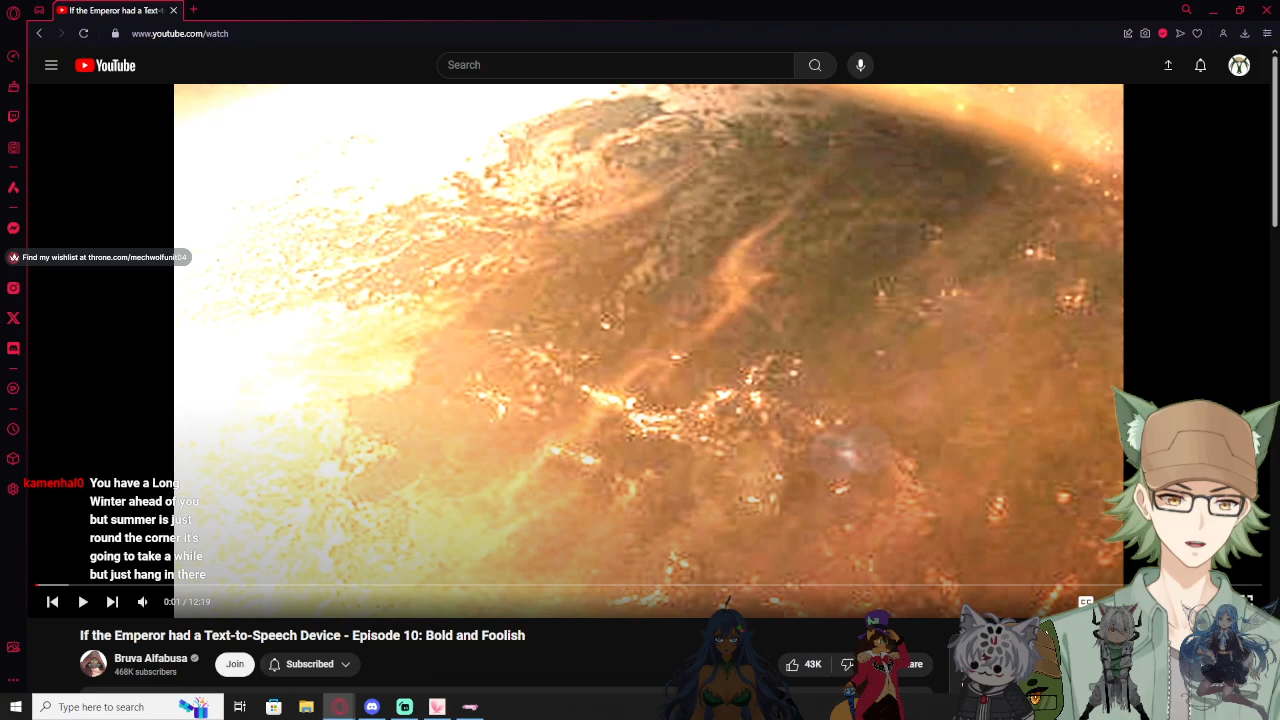 If the Emperor had a Text-
www.youtube.com/watch
YouTube
Search
Find my wishlist at throne.com/mechwolfunit04
kamenhal0 You have a Long
Winter ahead of you
but summer is just
round the corner it's
going to take a while
but just hang in there
0:01 / 12:19
If the Emperor had a Text-to-Speech Device - Episode 10: Bold and Foolish
Bruva Alfabusa
468K subscribers
Join
Subscribed
43K
are
Type here to search